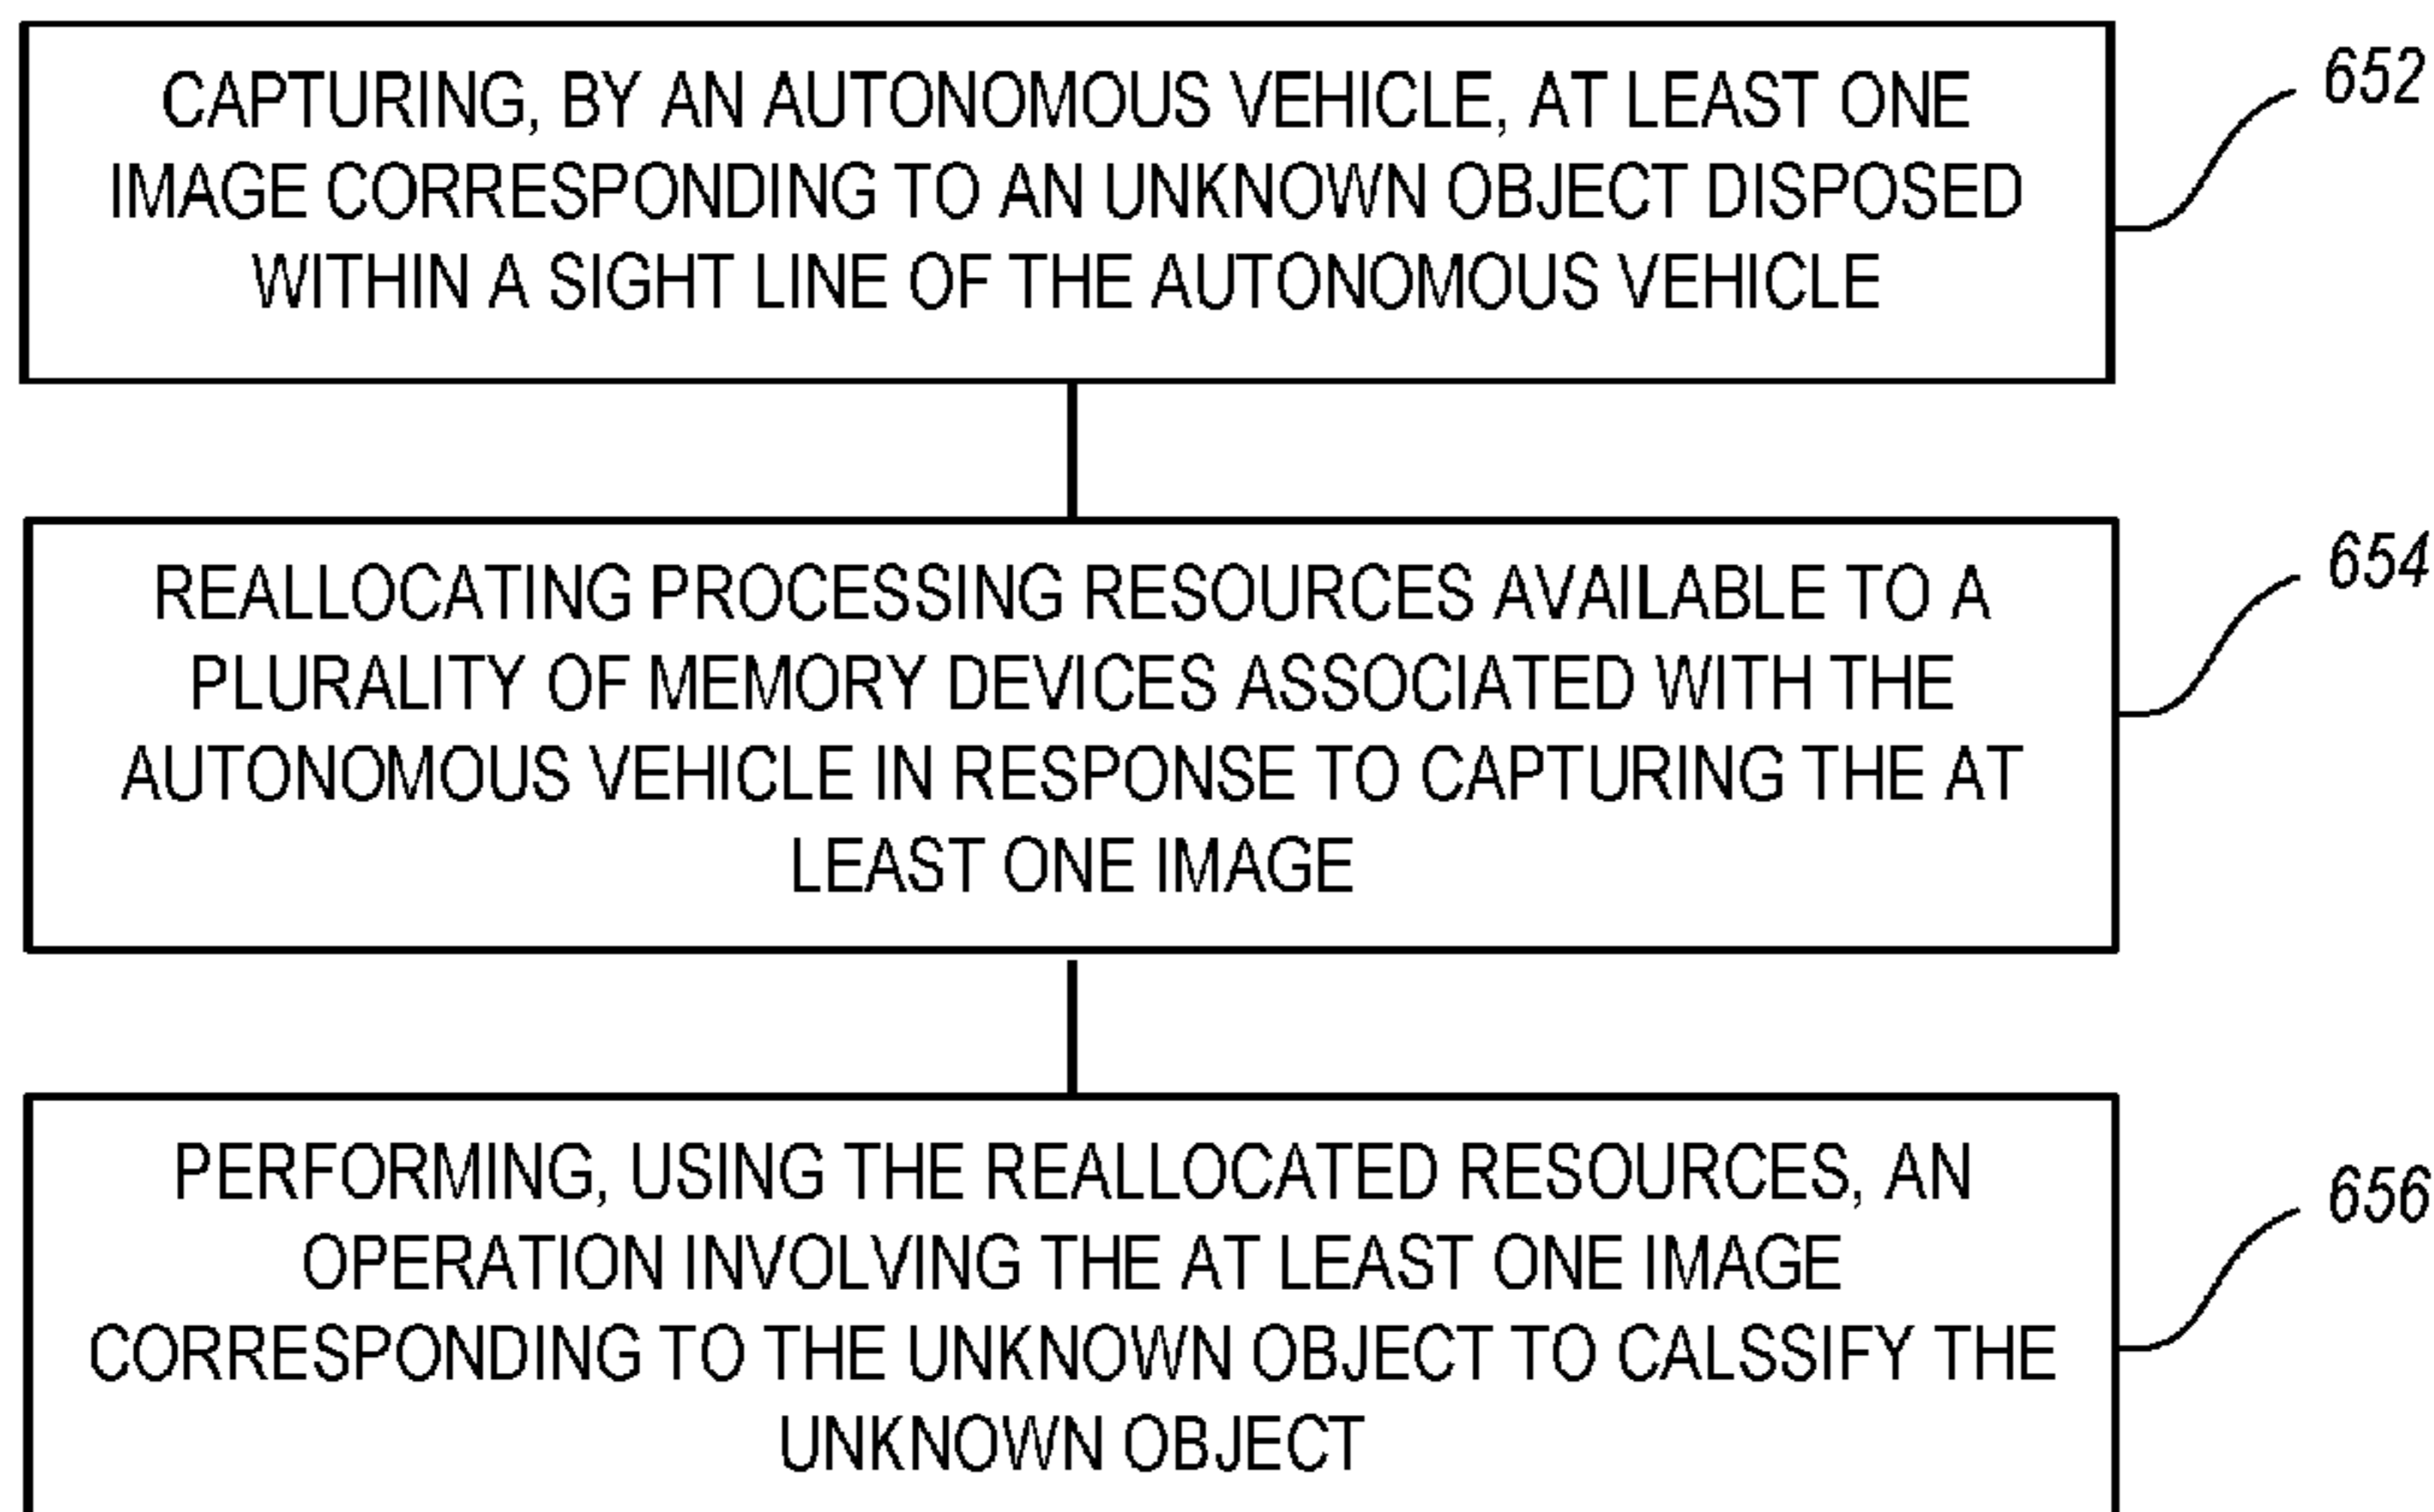 CAPTURING, BY AN AUTONOMOUS VEHICLE, AT LEAST ONE
IMAGE CORRESPONDING TO AN UNKNOWN OBJECT DISPOSED
WITHIN A SIGHT LINE OF THE AUTONOMOUS VEHICLE
652
REALLOCATING PROCESSING RESOURCES AVAILABLE TO A
PLURALITY OF MEMORY DEVICES ASSOCIATED WITH THE
AUTONOMOUS VEHICLE IN RESPONSE TO CAPTURING THE AT
LEAST ONE IMAGE
654
PERFORMING, USING THE REALLOCATED RESOURCES, AN
OPERATION INVOLVING THE AT LEAST ONE IMAGE
CORRESPONDING TO THE UNKNOWN OBJECT TO CALSSIFY THE
UNKNOWN OBJECT
656